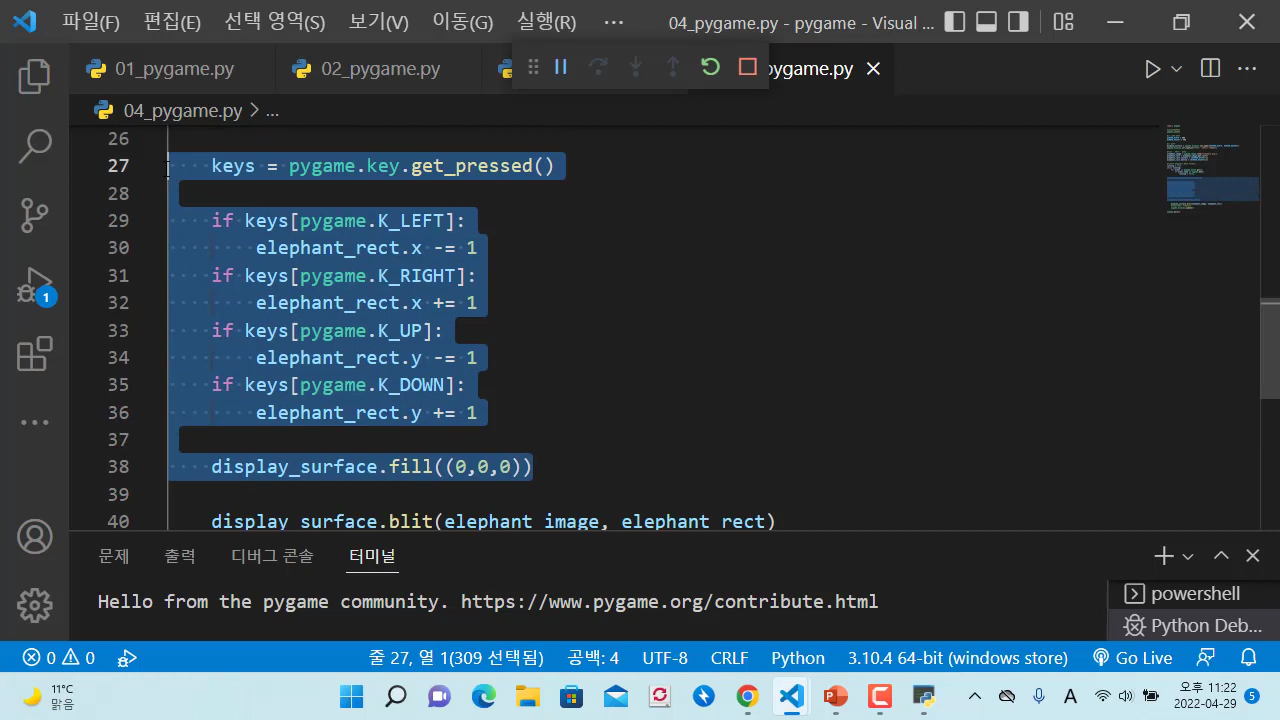 파일(F) 편집(E) 선택 영역(S) 보기(V) 이동(G) 실행(R) ··· 04_pygame.py - pygame - Visual ...
01_pygame.py 02_pygame.py pygame.py
04_pygame.py > ...
26
27 keys = pygame.key.get_pressed()
28
29 if keys[pygame.K_LEFT]:
30 elephant_rect.x -= 1
31 if keys[pygame.K_RIGHT]:
32 elephant_rect.x += 1
33 if keys[pygame.K_UP]:
34 elephant_rect.y -= 1
35 if keys[pygame.K_DOWN]:
36 elephant_rect.y += 1
37
38 display_surface.fill((0,0,0))
39
40 display_surface.blit(elephant_image, elephant_rect)
1
문제 출력 디버그 콘솔 터미널
Hello from the pygame community. https://www.pygame.org/contribute.html
powershell
Python Deb...
0 0 줄 27, 열 1(309 선택됨) 공백: 4 UTF-8 CRLF Python 3.10.4 64-bit (windows store) Go Live
11°C
맑음
A
오후 11:22
2022-04-29
5